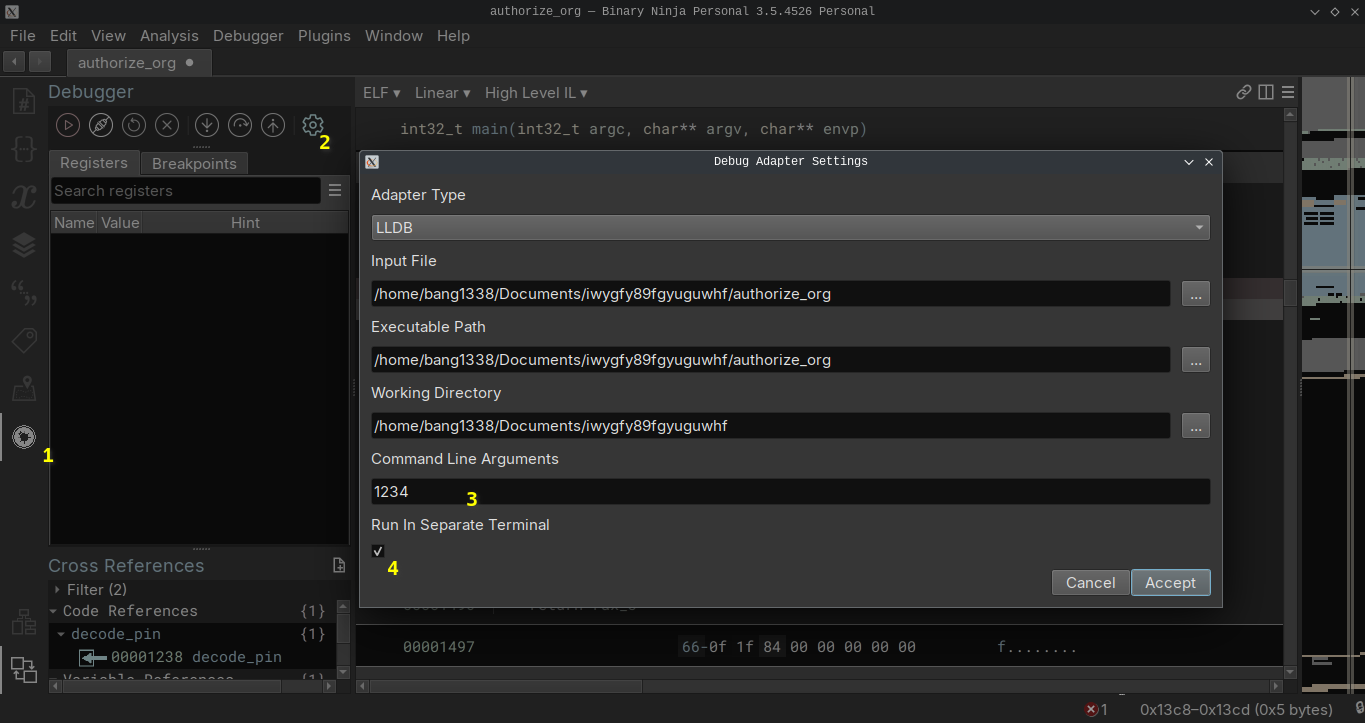 authorize_org — Binary Ninja Personal 3.5.4526 Personal
File Edit View Analysis Debugger Plugins Window Help
authorize_org
Debugger
ELF ▾ Linear ▾ High Level IL ▾
int32_t main(int32_t argc, char** argv, char** envp)
2
Registers Breakpoints
Search registers
Name Value Hint
1
Debug Adapter Settings
Adapter Type
LLDB
Input File
/home/bang1338/Documents/iwygfy89fgyuguwhf/authorize_org
...
Executable Path
/home/bang1338/Documents/iwygfy89fgyuguwhf/authorize_org
...
Working Directory
/home/bang1338/Documents/iwygfy89fgyuguwhf
...
Command Line Arguments
1234
3
Run In Separate Terminal
4
Cancel Accept
Cross References
Filter (2)
Code References {1}
decode_pin {1}
00001238 decode_pin
Variable References {1}
00001497 66-0f 1f 84 00 00 00 00 00 f........
1 0x13c8–0x13cd (0x5 bytes)